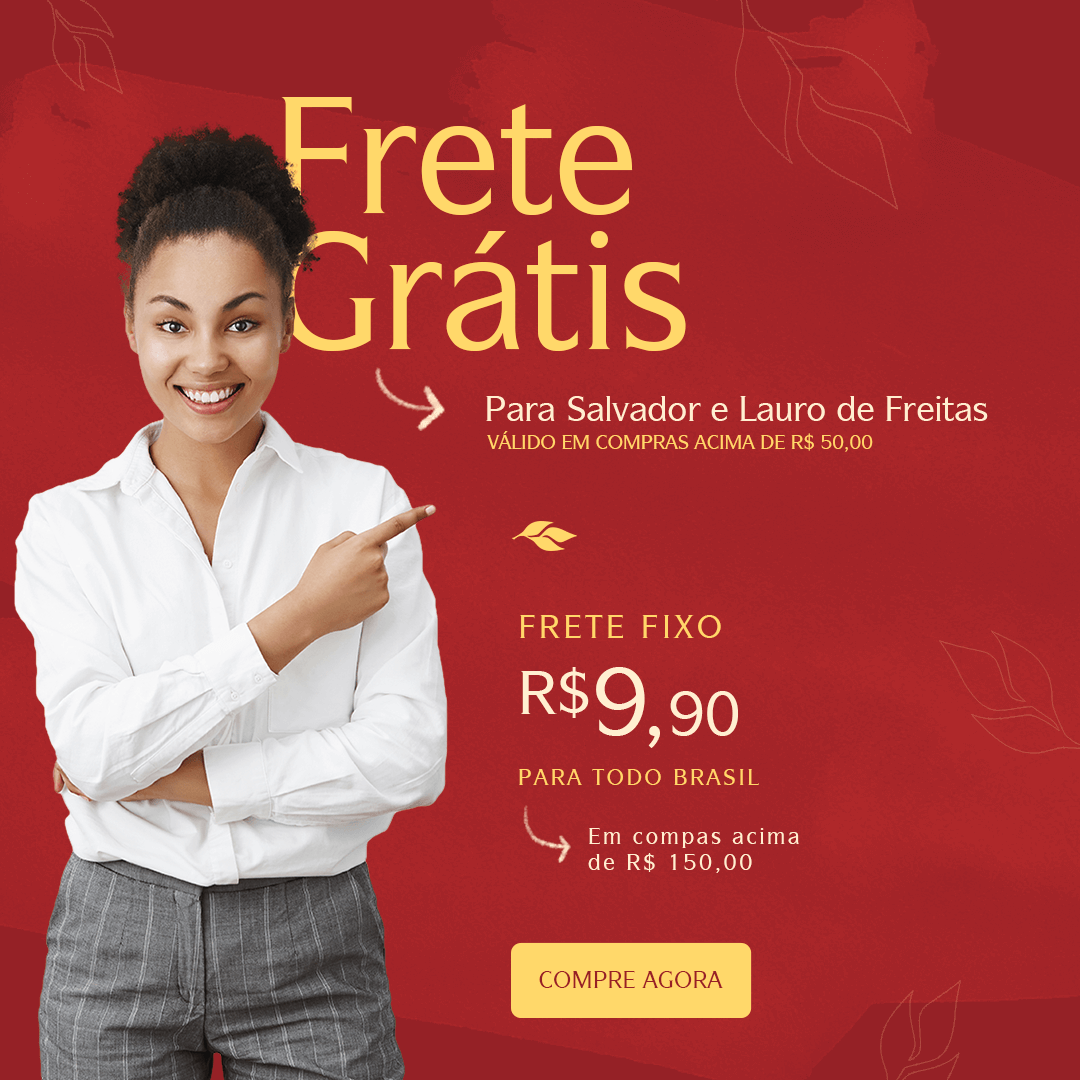 Frete
Grátis
Para Salvador e Lauro de Freitas
VÁLIDO EM COMPRAS ACIMA DE R$ 50,00
FRETE FIXO
R$9,90
PARA TODO BRASIL
Em compas acima
de R$ 150,00
COMPRE AGORA